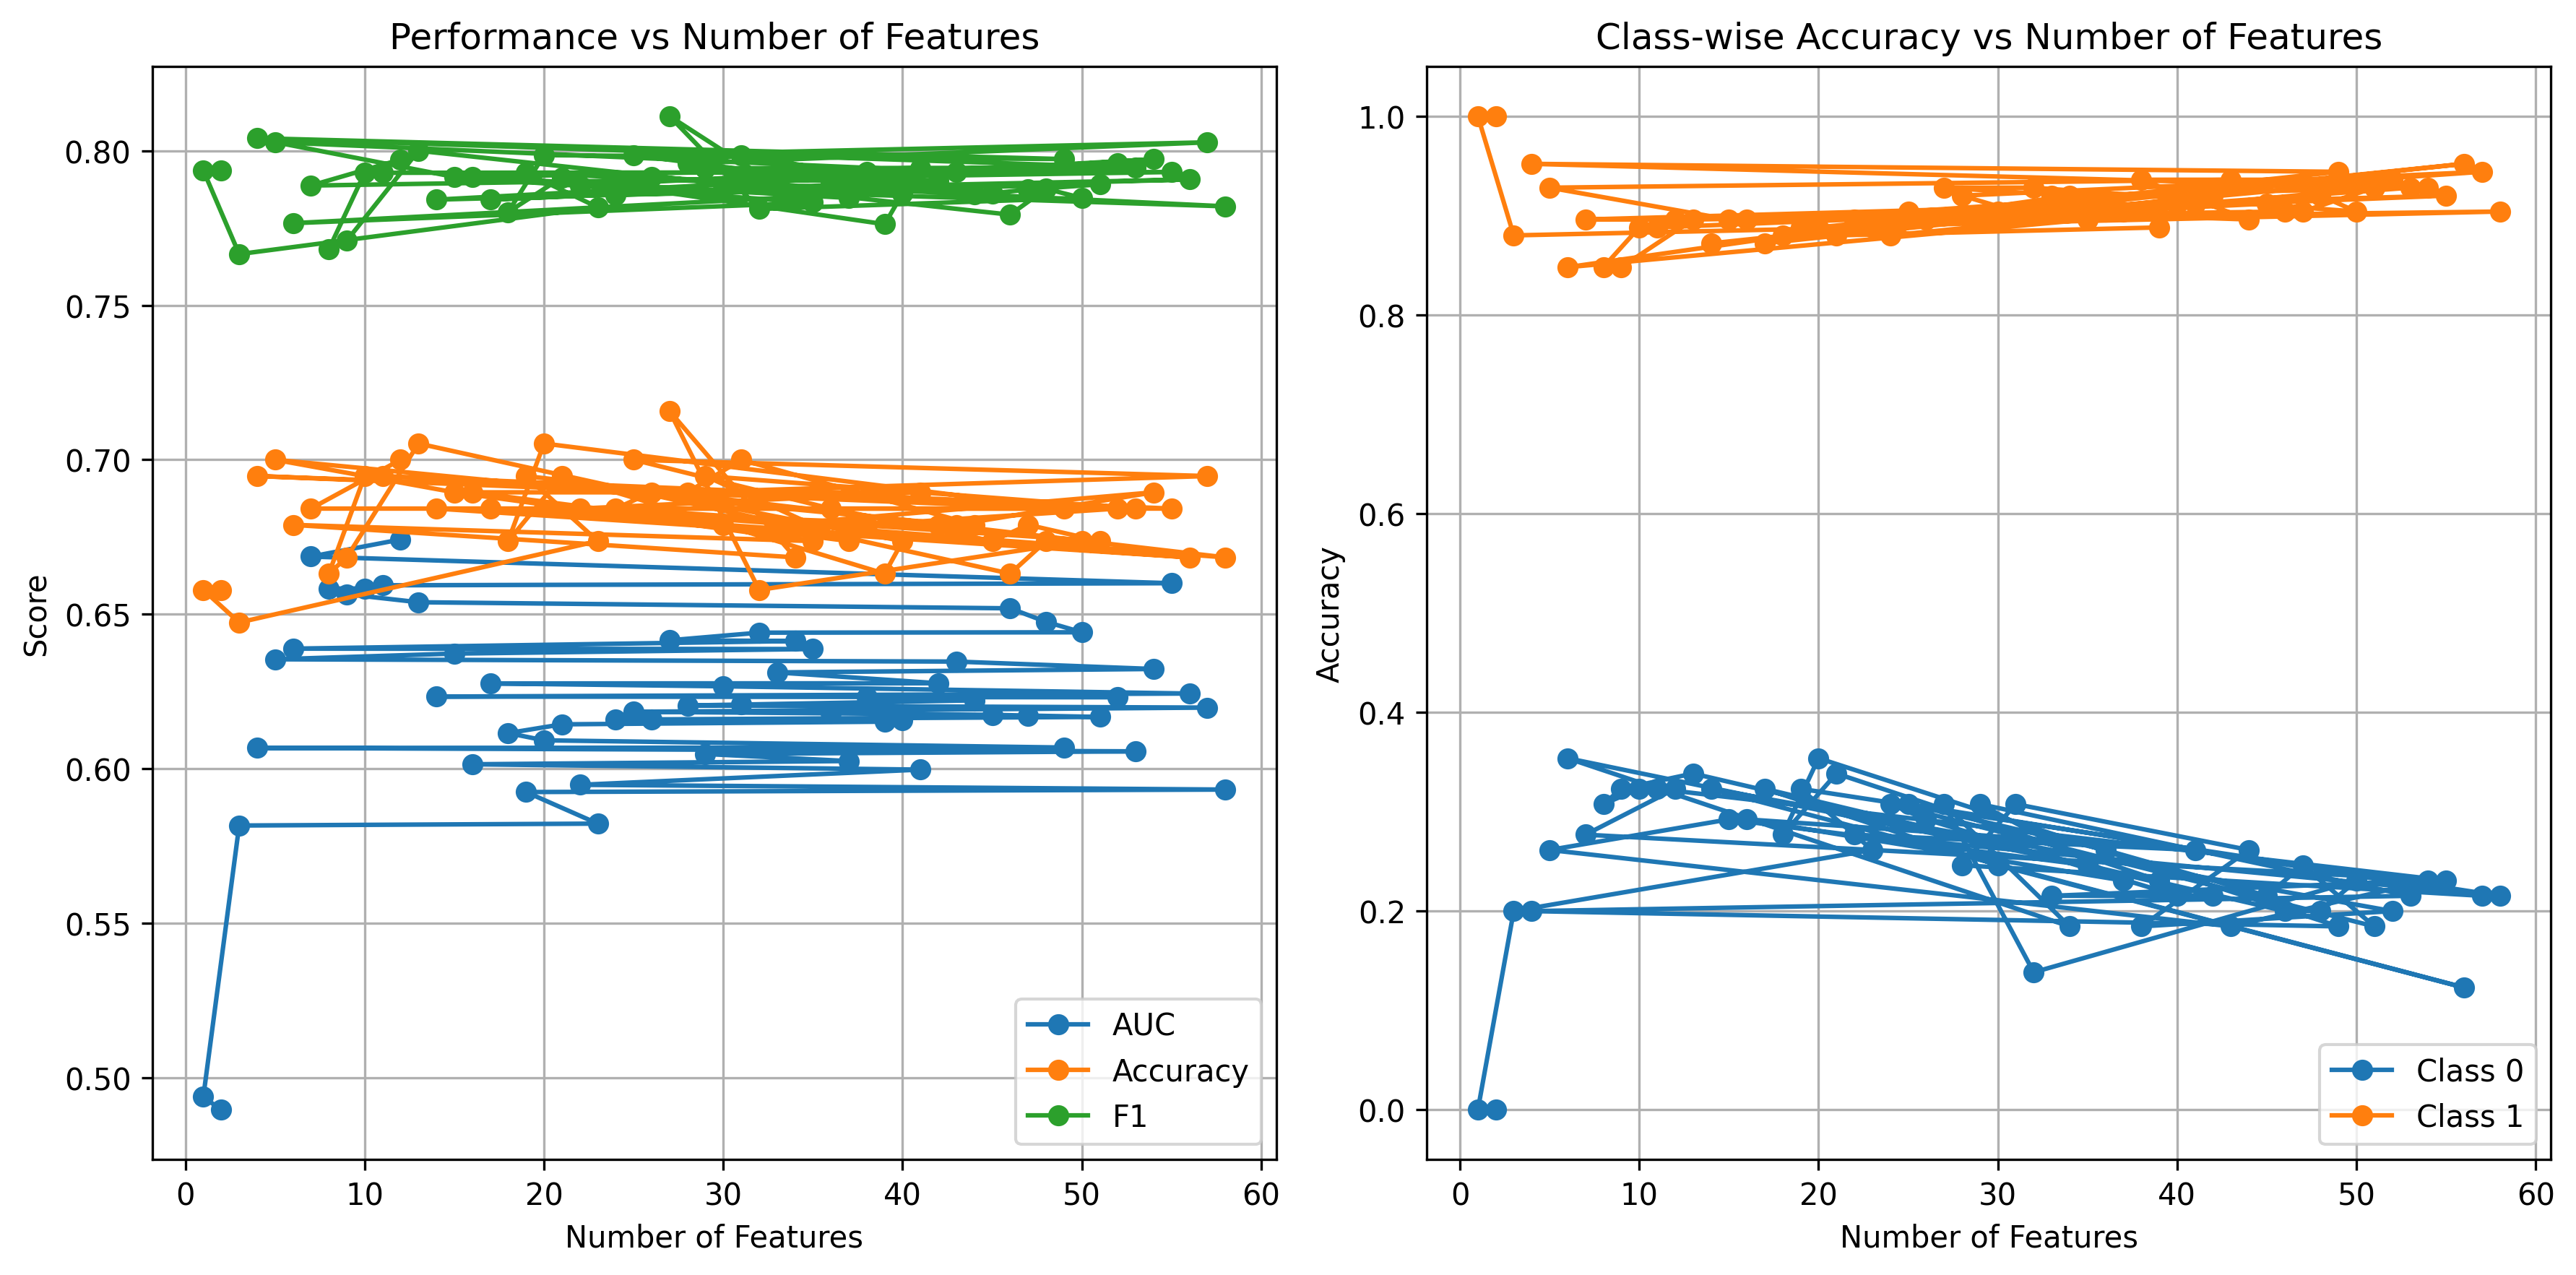 Performance vs Number of Features
Score
0.80
0.75
0.70
0.65
0.60
0.55
0.50
0
10
20
30
40
50
60
Number of Features
AUC
Accuracy
F1
Class-wise Accuracy vs Number of Features
Accuracy
1.0
0.8
0.6
0.4
0.2
0.0
0
10
20
30
40
50
60
Number of Features
Class 0
Class 1